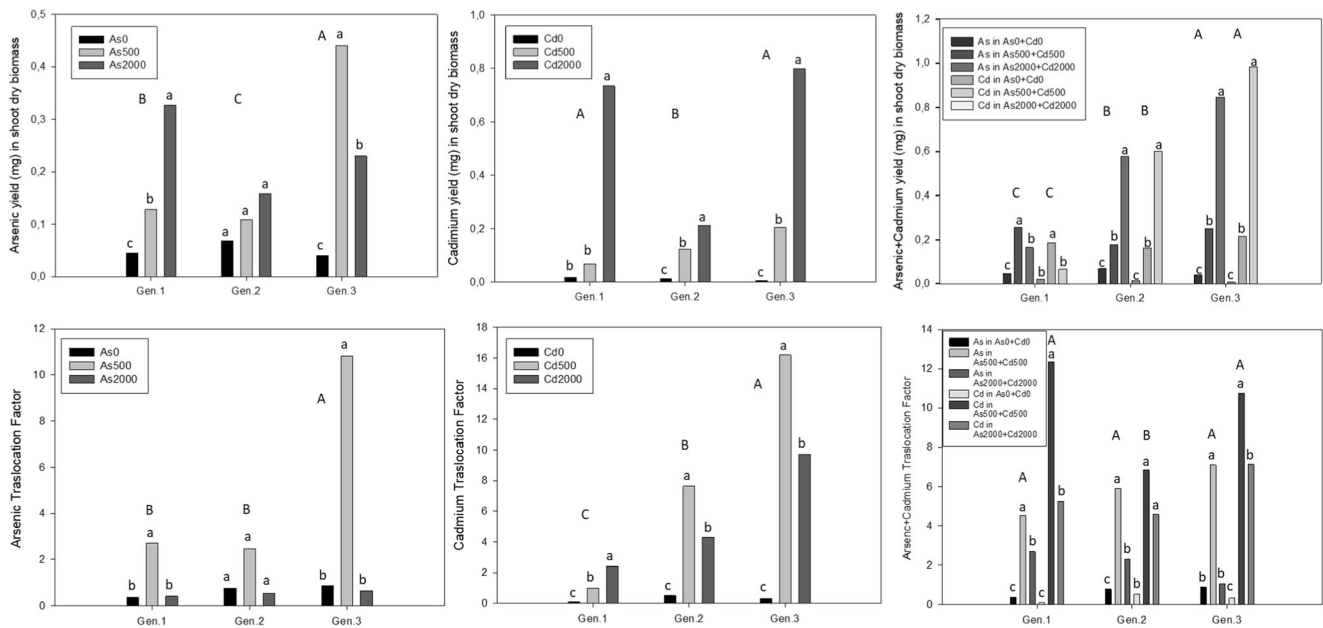 Arsenic yield (mg) in shoot dry biomass
0,5
0,4
0,3
0,2
0,1
0,0
As0
As500
As2000
A
a
B
a
C
b
c
a
a
a
b
c
Gen.1
Gen.2
Gen.3
Cadimium yield (mg) in shoot dry biomass
1,0
0,8
0,6
0,4
0,2
0,0
Cd0
Cd500
Cd2000
A
a
a
A
B
b
b
c
b
a
c
b
Gen.1
Gen.2
Gen.3
Arsenic+Cadmium yield (mg) in shoot dry biomass
1,2
1,0
0,8
0,6
0,4
0,2
0,0
As in As0+Cd0
As in As500+Cd500
As in As2000+Cd2000
Cd in As0+Cd0
Cd in As500+Cd500
Cd in As2000+Cd2000
A
A
a
a
B
B
a
a
C
C
c
a
b
b
a
b
c
b
c
b
c
b
c
b
Gen.1
Gen.2
Gen.3
Arsenic Traslocation Factor
12
10
8
6
4
2
0
As0
As500
As2000
a
A
B
B
a
a
b
b
a
a
b
b
Gen.1
Gen.2
Gen.3
Cadmium Traslocation Factor
18
16
14
12
10
8
6
4
2
0
Cd0
Cd500
Cd2000
a
A
B
a
b
C
b
c
b
a
c
c
Gen.1
Gen.2
Gen.3
Arsenc+Cadmium Traslocation Factor
14
12
10
8
6
4
2
0
As in As0+Cd0
As in
As500+Cd500
As in
As2000+Cd2000
Cd in As0+Cd0
Cd in
As500+Cd500
Cd in
As2000+Cd2000
A
a
A
a
A
B
A
a
a
a
b
A
a
b
b
a
c
b
c
c
b
c
b
c
Gen.1
Gen.2
Gen.3